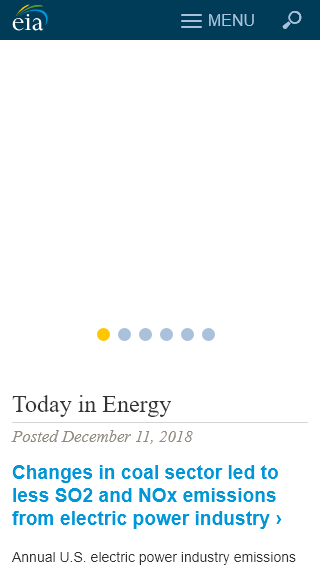 eia
MENU
Today in Energy
Posted December 11, 2018
Changes in coal sector led to
less SO2 and NOx emissions
from electric power industry ›
Annual U.S. electric power industry emissions